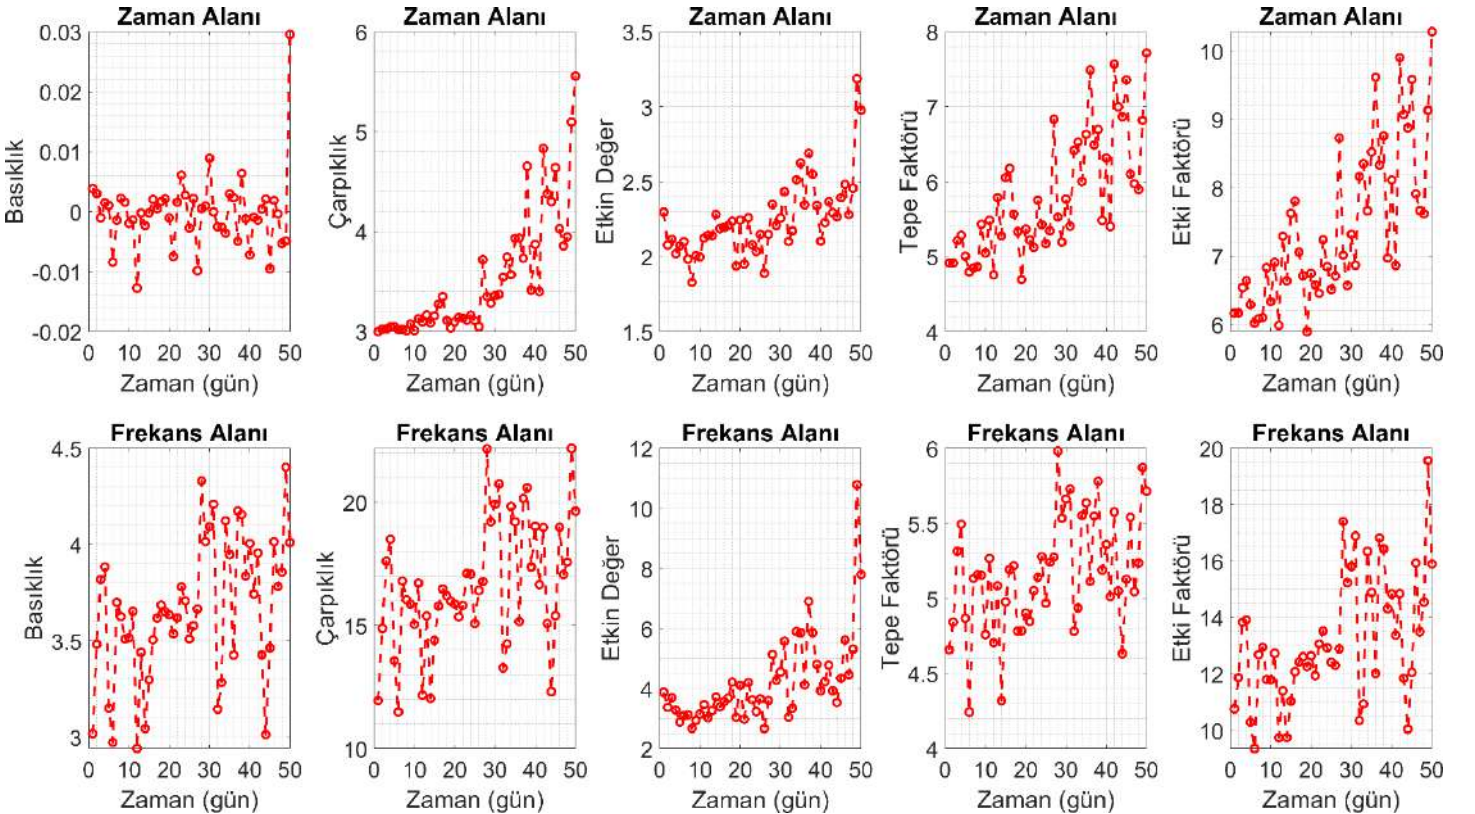 Zaman Alanı
Basıklık
0.03
0.02
0.01
0
-0.01
-0.02
0 10 20 30 40 50
Zaman (gün)
Zaman Alanı
Çarpıklık
6
5
4
3
0 10 20 30 40 50
Zaman (gün)
Zaman Alanı
Etkin Değer
3.5
3
2.5
2
1.5
0 10 20 30 40 50
Zaman (gün)
Zaman Alanı
Tepe Faktörü
8
7
6
5
4
0 10 20 30 40 50
Zaman (gün)
Zaman Alanı
Etki Faktörü
10
9
8
7
6
0 10 20 30 40 50
Zaman (gün)
Frekans Alanı
Basıklık
4.5
4
3.5
3
0 10 20 30 40 50
Zaman (gün)
Frekans Alanı
Çarpıklık
20
15
10
0 10 20 30 40 50
Zaman (gün)
Frekans Alanı
Etkin Değer
12
10
8
6
4
2
0 10 20 30 40 50
Zaman (gün)
Frekans Alanı
Tepe Faktörü
6
5.5
5
4.5
4
0 10 20 30 40 50
Zaman (gün)
Frekans Alanı
Etki Faktörü
20
18
16
14
12
10
0 10 20 30 40 50
Zaman (gün)